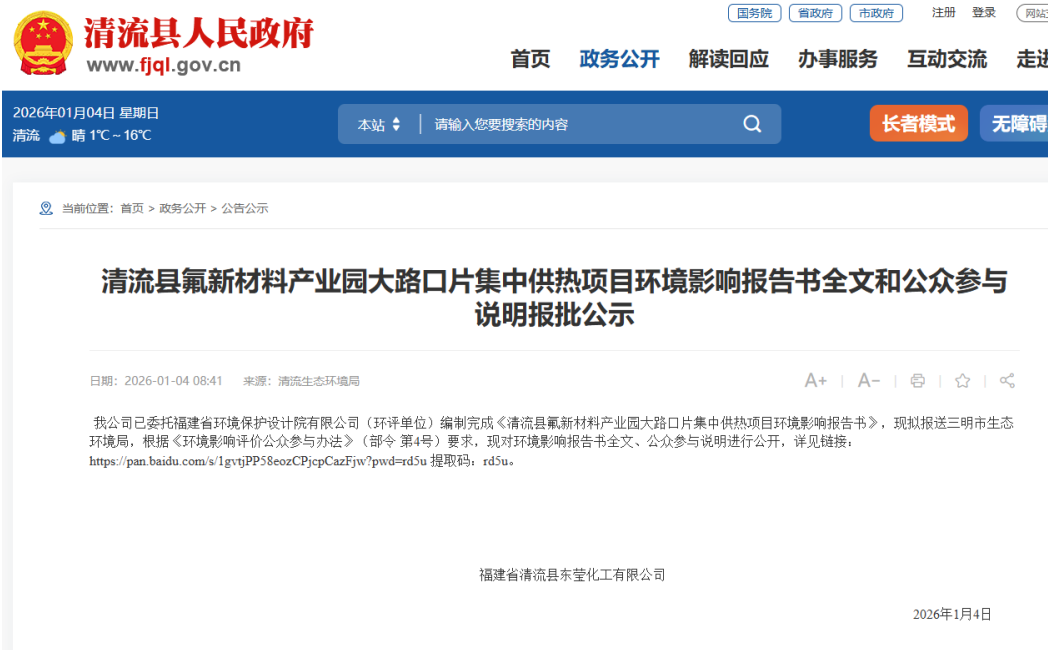 国务院 省政府 市政府 注册 登录 网站
清流县人民政府
www.fjql.gov.cn
首页 政务公开 解读回应 办事服务 互动交流 走进
2026年01月04日 星期日
清流 晴 1℃~16℃
本站 请输入您要搜索的内容
长者模式 无障碍
当前位置：首页 > 政务公开 > 公告公示
清流县氟新材料产业园大路口片集中供热项目环境影响报告书全文和公众参与
说明报批公示
日期：2026-01-04 08:41 来源：清流生态环境局
A+ | A− | | |
我公司已委托福建省环境保护设计院有限公司（环评单位）编制完成《清流县氟新材料产业园大路口片集中供热项目环境影响报告书》，现拟报送三明市生态
环境局，根据《环境影响评价公众参与办法》（部令 第4号）要求，现对环境影响报告书全文、公众参与说明进行公开，详见链接：
https://pan.baidu.com/s/1gvtjPP58eozCPjcpCazFjw?pwd=rd5u 提取码：rd5u。
福建省清流县东莹化工有限公司
2026年1月4日